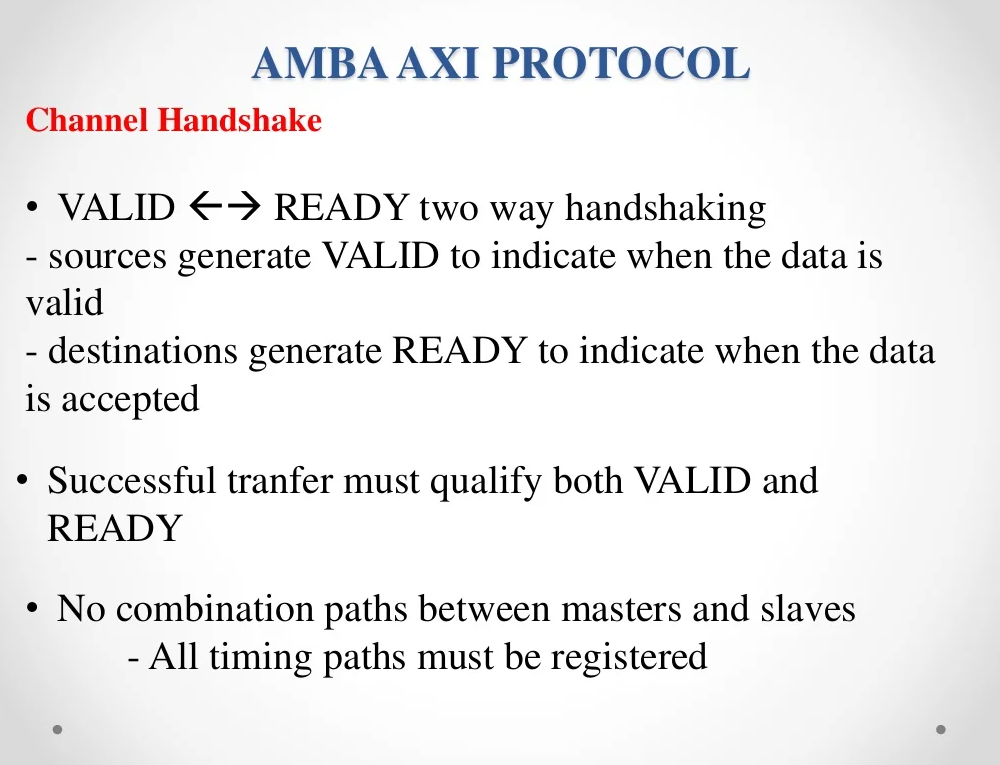 AMBA AXI PROTOCOL
Channel Handshake
• VALID ←→ READY two way handshaking
- sources generate VALID to indicate when the data is
valid
- destinations generate READY to indicate when the data
is accepted
• Successful tranfer must qualify both VALID and
READY
• No combination paths between masters and slaves
- All timing paths must be registered